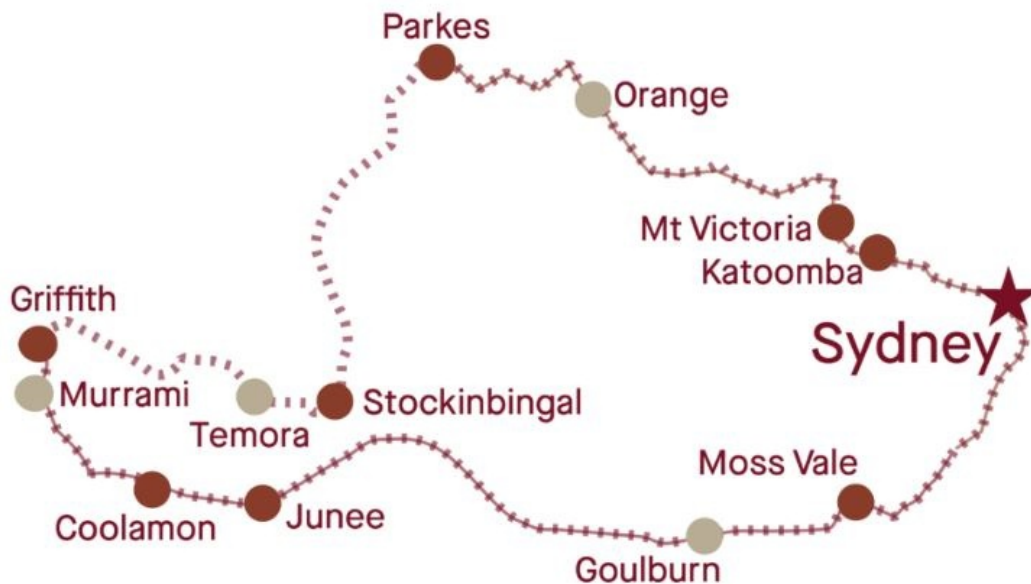 Parkes
Orange
Mt Victoria
Katoomba
Griffith
Sydney
Murrami
Stockinbingal
Temora
Moss Vale
Coolamon
Junee
Goulburn